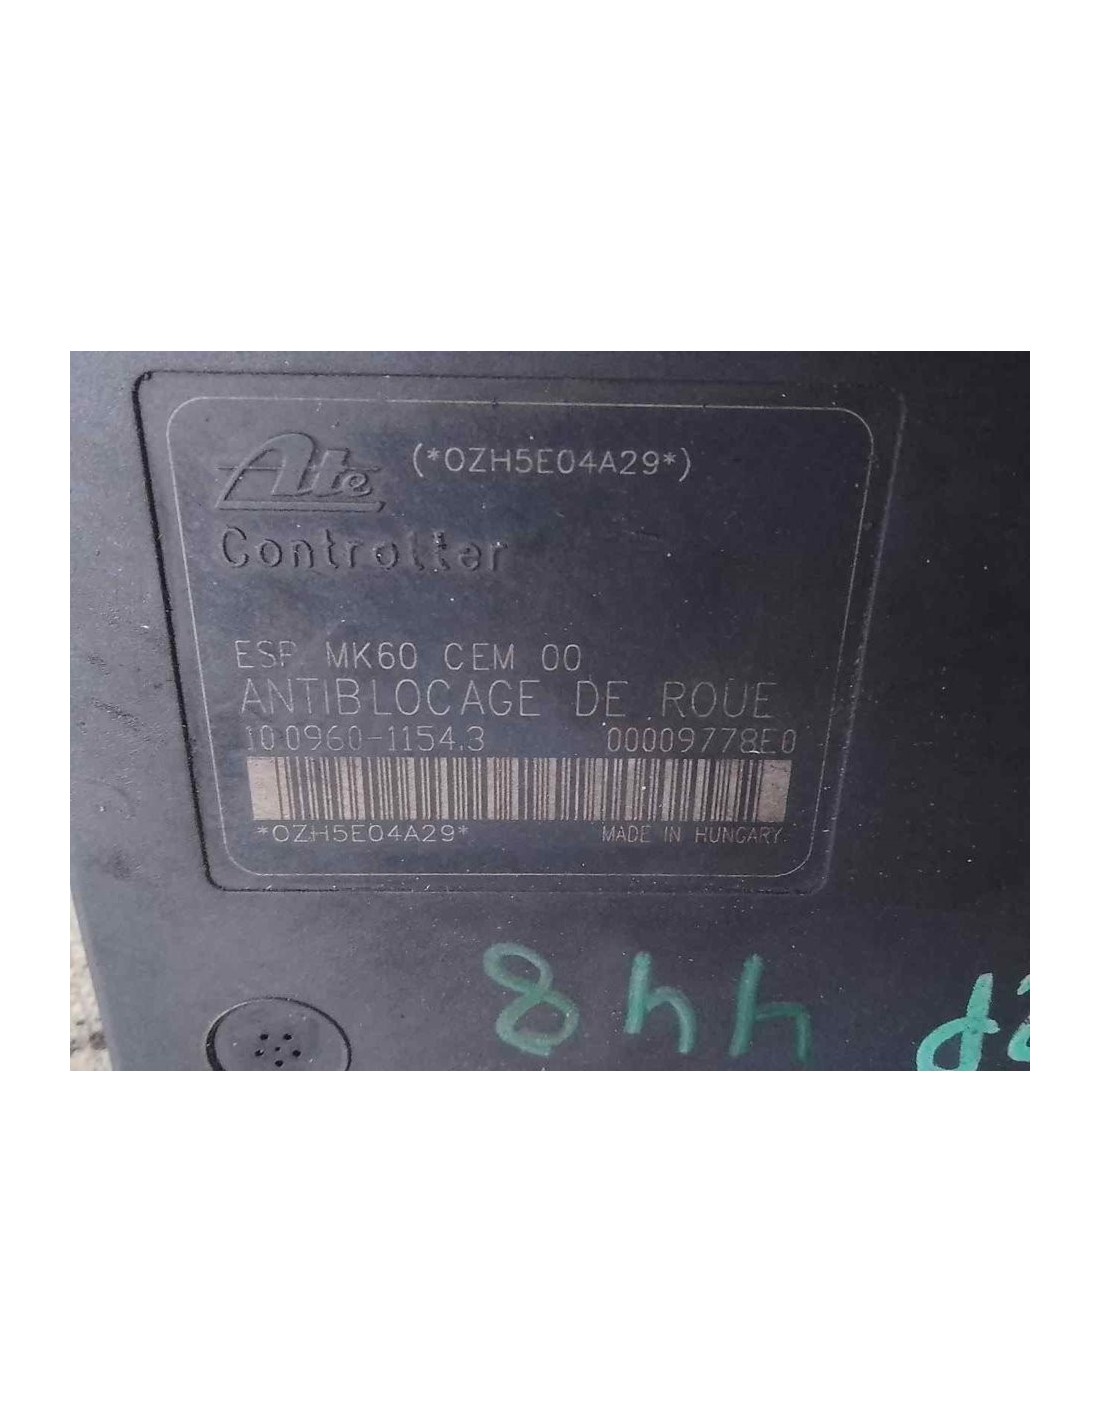 Ate (*OZH5E04A29*)
Controller
ESP MK60 CEM 00
ANTIBLOCAGE DE ROUE
10.0960-1154.3 00009778E0
*OZH5E04A29* MADE IN HUNGARY
448